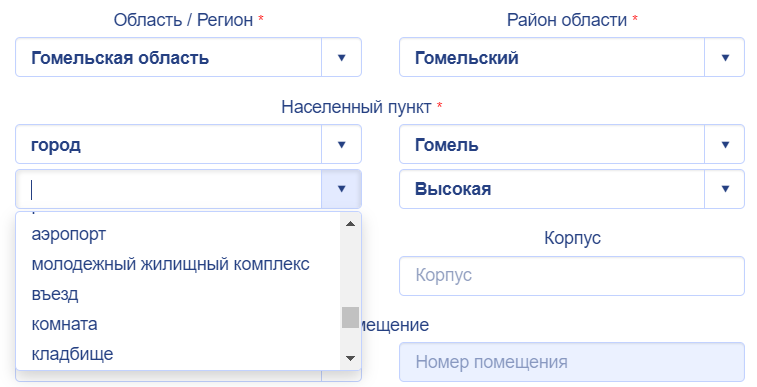 Область / Регион *
Район области *
Гомельская область
Гомельский
Населенный пункт *
город
Гомель
Высокая
аэропорт
молодежный жилищный комплекс
въезд
комната
кладбище
Корпус
Корпус
мещение
Номер помещения